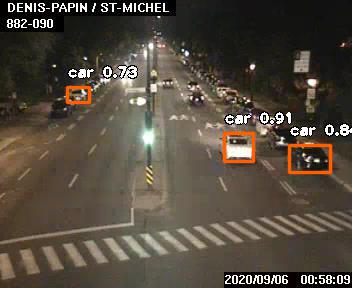 DENIS-PAPIN / ST-MICHEL
882-090
car 0.73
car 0.91
car 0.84
2020/09/06 00:58:09